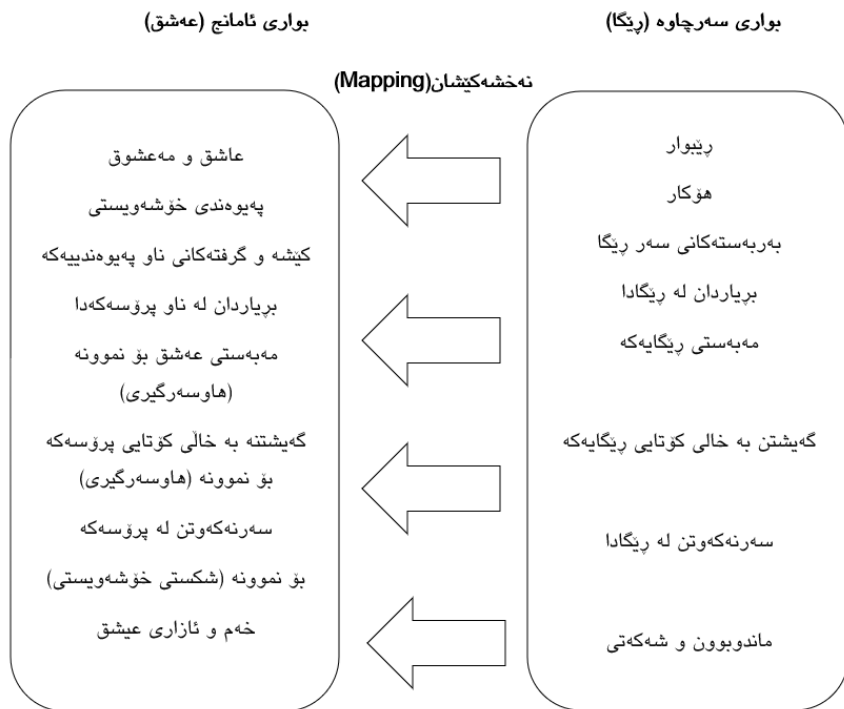 بواری سەرچاوە (ڕێگا)
بواری ئامانج (عەشق)
نەخشەکێشان(Mapping)
ڕێبوار
هۆکار
بەربەستەکانی سەر ڕێگا
بڕیاردان لە ڕێگادا
مەبەستی ڕێگایەکە
گەیشتن بە خالی کۆتایی ڕێگایەکە
سەرنەکەوتن لە ڕێگادا
ماندوبوون و شەکەتی
عاشق و مەعشوق
پەیوەندی خۆشەویستی
کێشە و گرفتەکانی ناو پەیوەندییەکە
بڕیاردان لە ناو پرۆسەکەدا
مەبەستی عەشق بۆ نموونە
(هاوسەرگیری)
گەیشتنە بە خاڵی کۆتایی پرۆسەکە
بۆ نموونە (هاوسەرگیری)
سەرنەکەوتن لە پرۆسەکە
بۆ نموونە (شکستی خۆشەویستی)
خەم و ئازاری عیشق